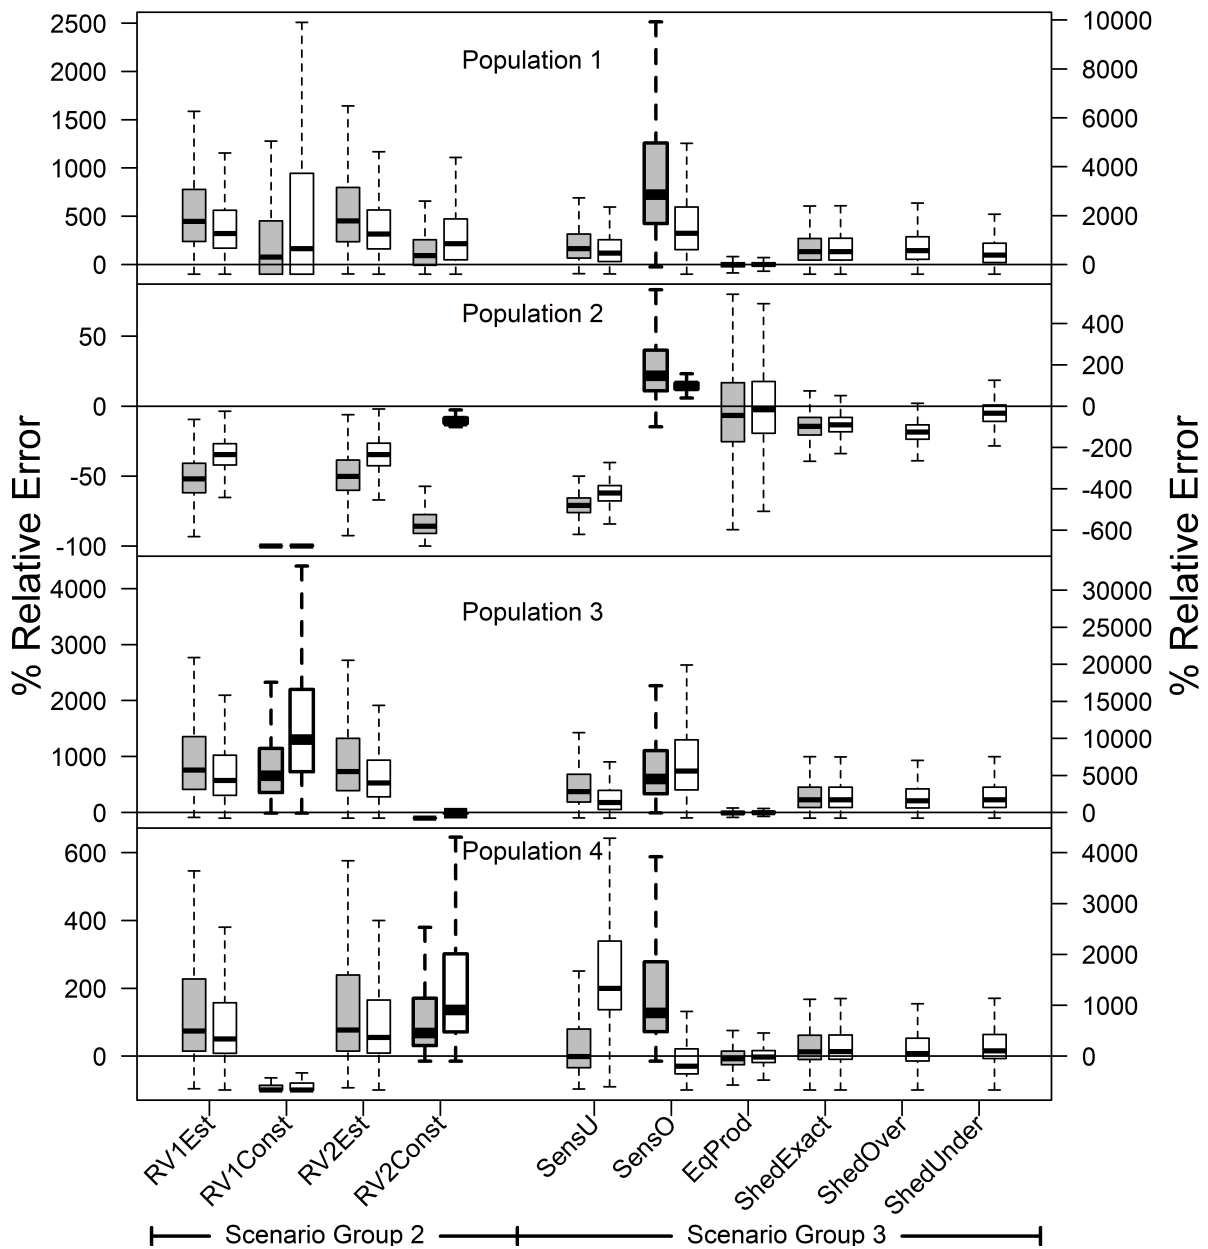 % Relative Error
2500
2000
1500
1000
500
0
Population 1
10000
8000
6000
4000
2000
0
50
0
-50
-100
Population 2
400
200
0
-200
-400
-600
4000
3000
2000
1000
0
Population 3
30000
25000
20000
15000
10000
5000
0
600
400
200
0
Population 4
4000
3000
2000
1000
0
% Relative Error
RV1Est
RV1Const
RV2Est
RV2Const
SensU
SensO
EqProd
ShedExact
ShedOver
ShedUnder
Scenario Group 2
Scenario Group 3